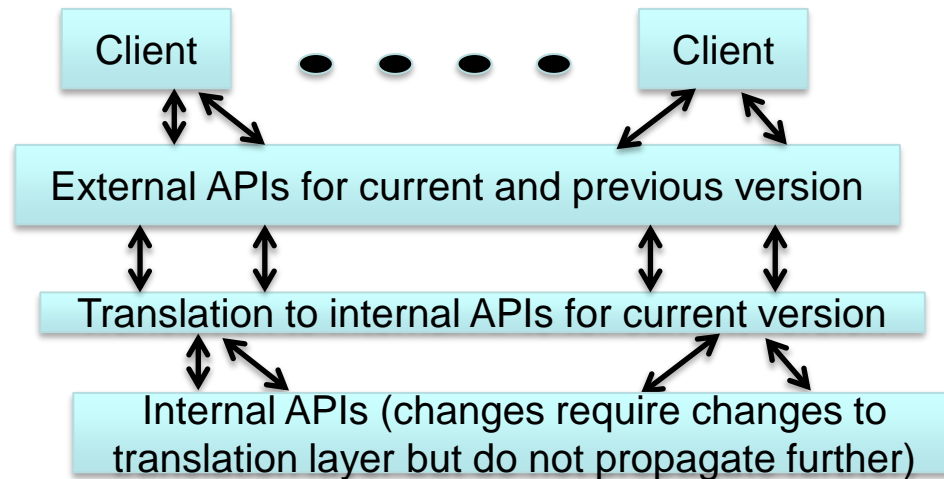 Client
Client
External APIs for current and previous version
Translation to internal APIs for current version
Internal APIs (changes require changes to
translation layer but do not propagate further)